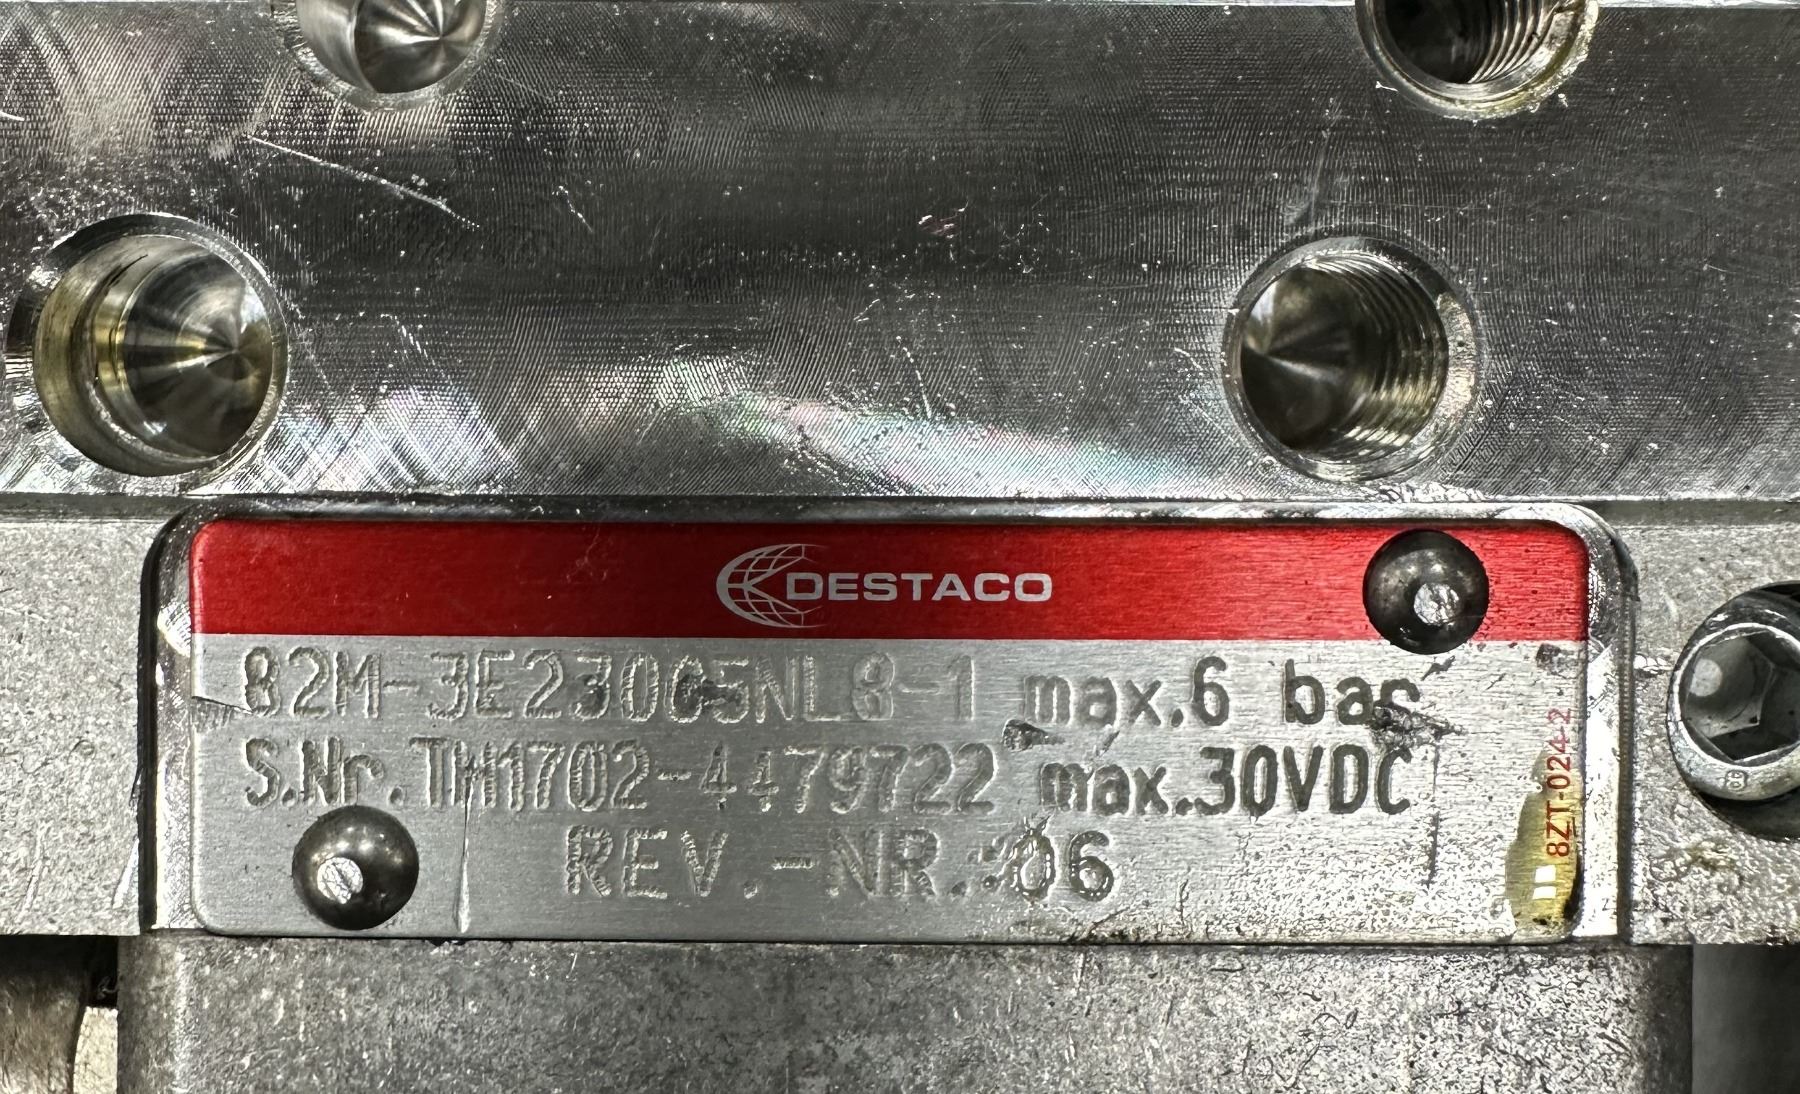 DESTACO
82M-3E230C5NL8-1 max.6 bar
S.Nr.TM1702-4479722 max.30VDC
REV.-NR.:06
8ZT-024-2